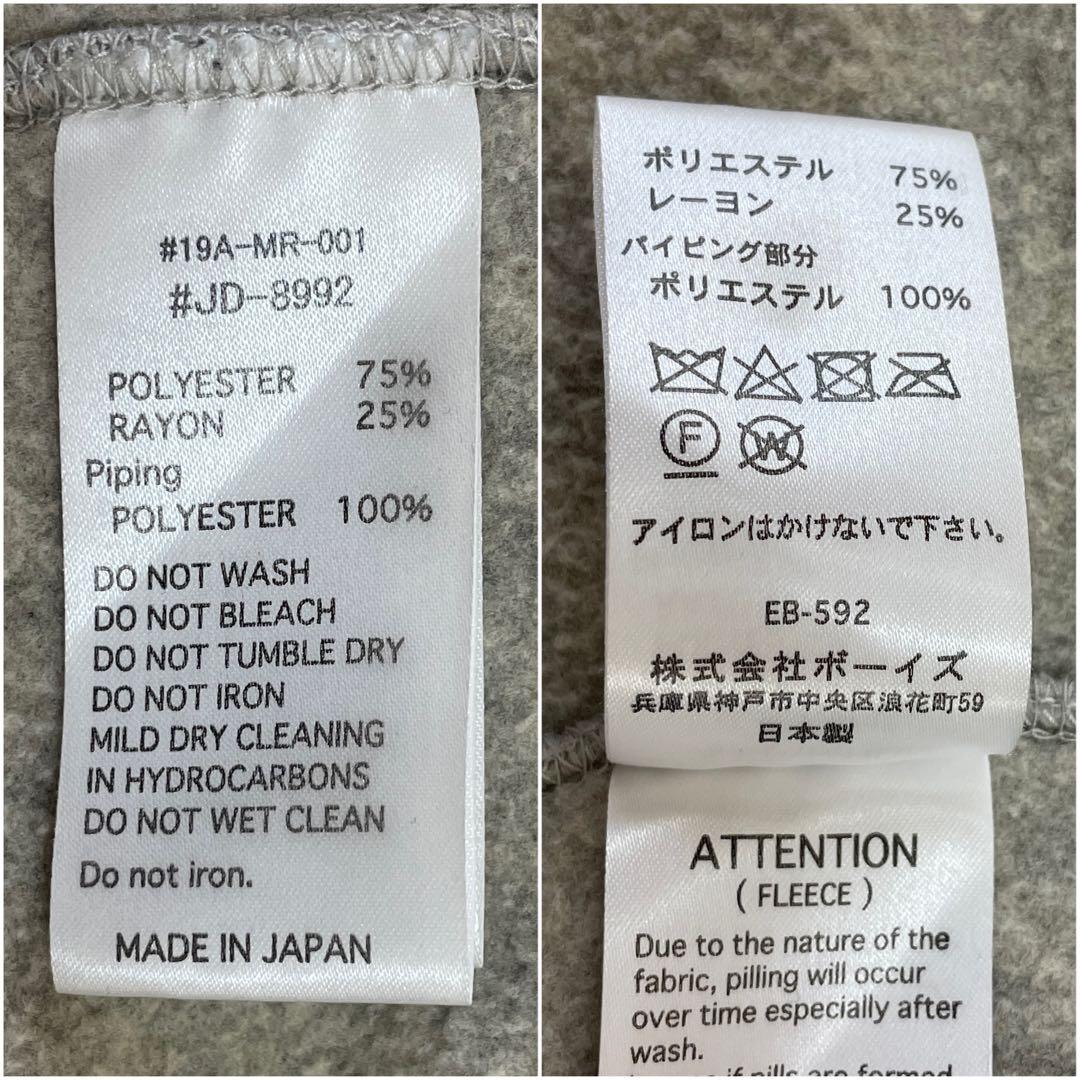 #19A-MR-001
#JD-8992
POLYESTER 75%
RAYON 25%
Piping
POLYESTER 100%
DO NOT WASH
DO NOT BLEACH
DO NOT TUMBLE DRY
DO NOT IRON
MILD DRY CLEANING
IN HYDROCARBONS
DO NOT WET CLEAN
Do not iron.
MADE IN JAPAN
ポリエステル 75%
レーヨン 25%
パイピング部分
ポリエステル 100%
F W
アイロンはかけないで下さい。
EB-592
株式会社ボーイズ
兵庫県神戸市中央区浪花町59
日本製
ATTENTION
( FLEECE )
Due to the nature of the
fabric, pilling will occur
over time especially after
wash.
if pills are formed